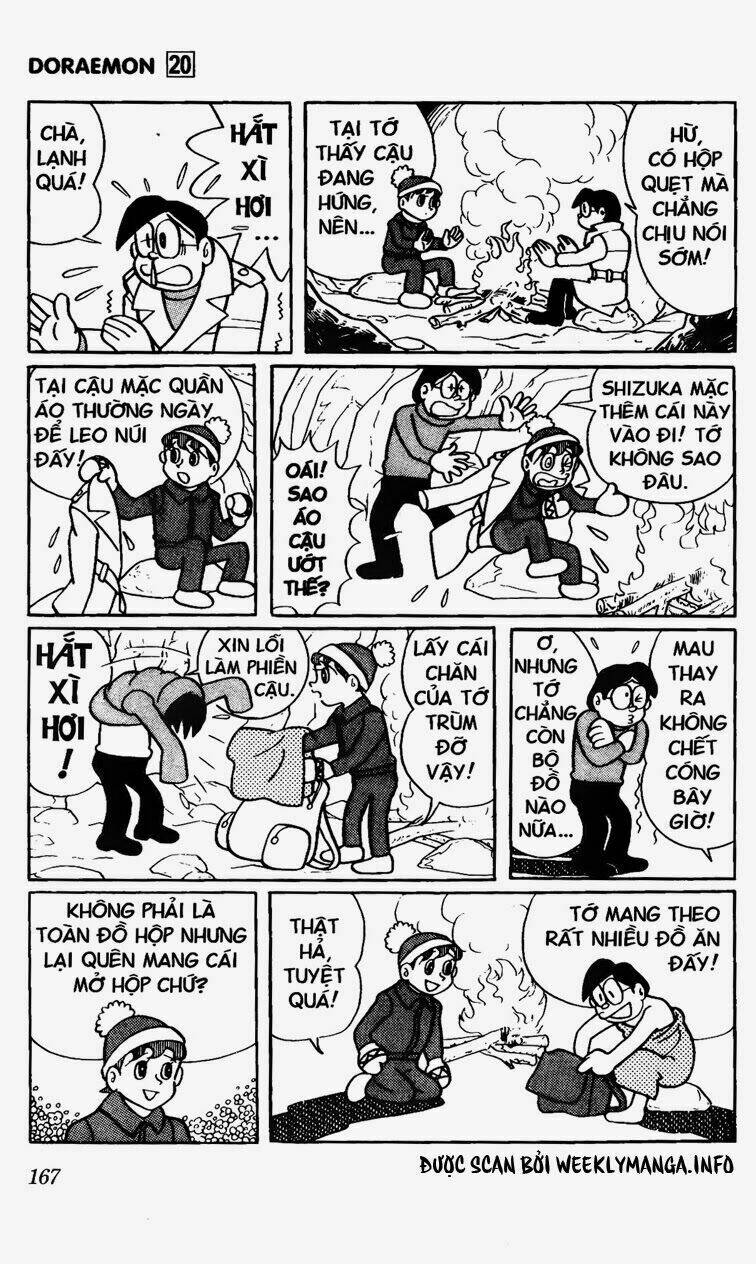 DORAEMON 20
HỪ,
CÓ HỘP
QUẸT MÀ
CHẲNG
CHỊU NÓI
SỚM!
TẠI TỚ
THẤY CẬU
ĐANG
HỨNG,
NÊN...
HẮT
XÌ
HƠI
...
CHÀ,
LẠNH
QUÁ!
SHIZUKA MẶC
THÊM CÁI NÀY
VÀO ĐI! TỚ
KHÔNG SAO
ĐÂU.
OÁI!
SAO
ÁO
CẬU
ƯỚT
THẾ?
TẠI CẬU MẶC QUẦN
ÁO THƯỜNG NGÀY
ĐỂ LEO NÚI
ĐẤY!
MAU
THAY
RA
KHÔNG
CHẾT
CÓNG
BÂY
GIỜ!
Ơ,
NHƯNG
TỚ
CHẲNG
CÒN
BỘ
ĐỒ
NÀO
NỮA...
LẤY CÁI
CHĂN
CỦA TỚ
TRÙM
ĐỠ
VẬY!
XIN LỖI
LÀM PHIỀN
CẬU.
HẮT
XÌ
HƠI
!
TỚ MANG THEO
RẤT NHIỀU ĐỒ ĂN
ĐẤY!
THẬT
HẢ,
TUYỆT
QUÁ!
KHÔNG PHẢI LÀ
TOÀN ĐỒ HỘP NHƯNG
LẠI QUÊN MANG CÁI
MỞ HỘP CHỨ?
167
ĐƯỢC SCAN BỞI WEEKLYMANGA.INFO